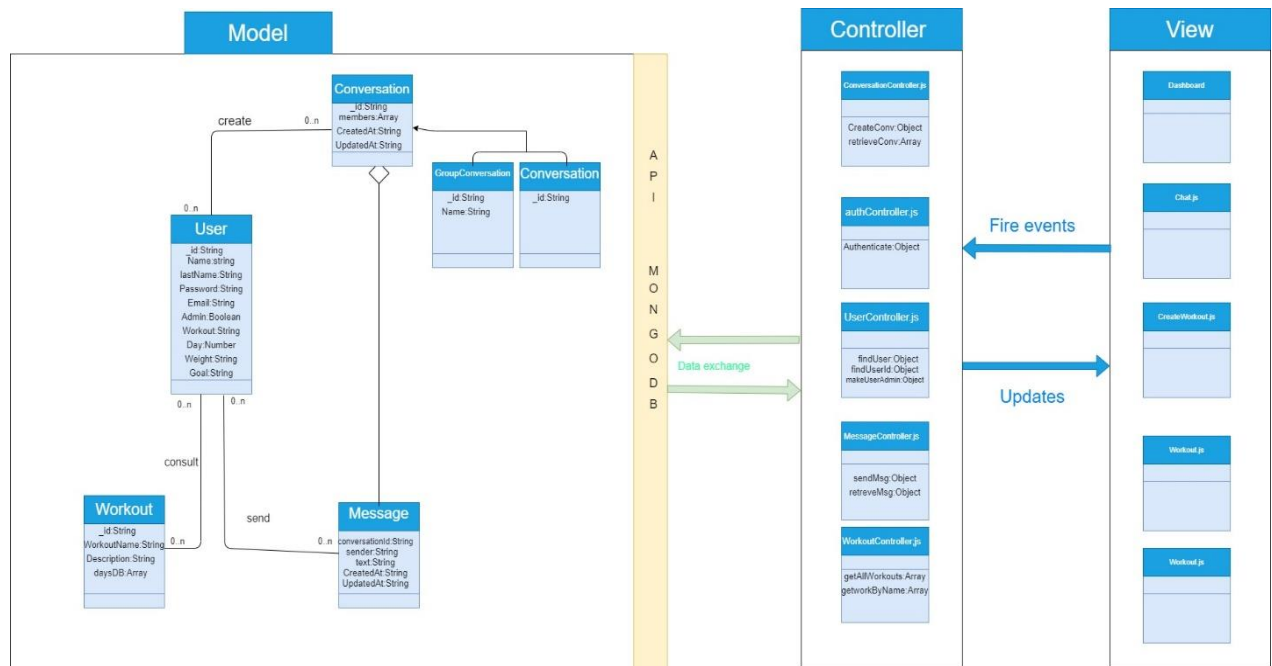 Model
Conversation
_id:String
members:Array
CreatedAt:String
UpdatedAt:String
create
0..n
0..n
GroupConversation
_id:String
Name:String
Conversation
_id:String
User
_id:String
Name:string
lastName:String
Password:String
Email:String
Admin:Boolean
Workout:String
Day:Number
Weight:String
Goal:String
0..n
0..n
consult
send
Workout
_id:String
WorkoutName:String
Description:String
daysDB:Array
0..n
Message
0..n
conversationId:String
sender:String
text:String
CreatedAt:String
UpdatedAt:String
A
P
I
M
O
N
G
O
D
B
Data exchange
Controller
ConversationController.js
CreateConv:Object
retrieveConv:Array
authController.js
Authenticate:Object
UserController.js
findUser:Object
findUserId:Object
makeUserAdmin:Object
MessageController.js
sendMsg:Object
retreveMsg:Object
WorkoutController.js
getAllWorkouts:Array
getworkByName:Array
Fire events
Updates
View
Dashboard
Chat.js
CreateWorkout.js
Workout.js
Workout.js